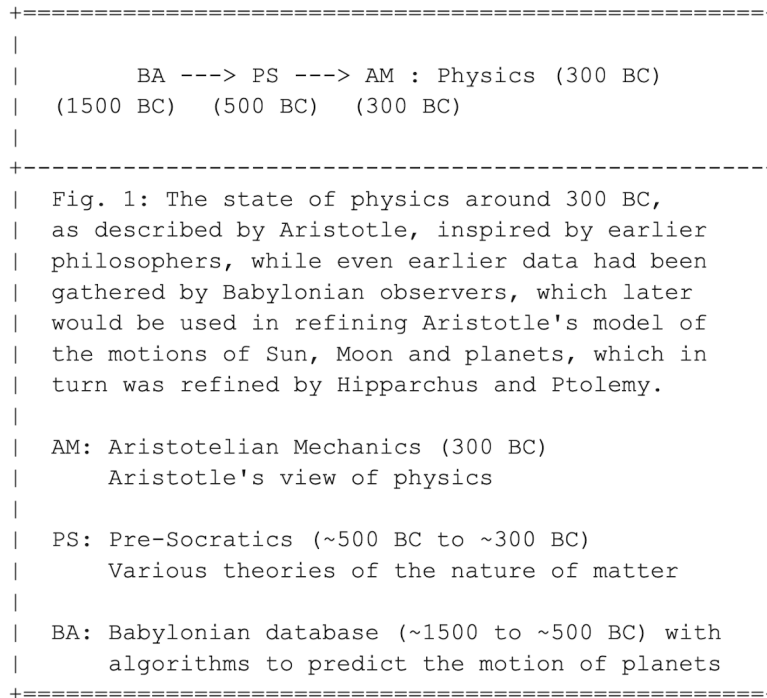 +====================================================
|
|        BA ---> PS ---> AM : Physics (300 BC)
|  (1500 BC)  (500 BC)  (300 BC)
|
+----------------------------------------------------
|  Fig. 1: The state of physics around 300 BC,
|  as described by Aristotle, inspired by earlier
|  philosophers, while even earlier data had been
|  gathered by Babylonian observers, which later
|  would be used in refining Aristotle's model of
|  the motions of Sun, Moon and planets, which in
|  turn was refined by Hipparchus and Ptolemy.
|
|  AM: Aristotelian Mechanics (300 BC)
|      Aristotle's view of physics
|
|  PS: Pre-Socratics (~500 BC to ~300 BC)
|      Various theories of the nature of matter
|
|  BA: Babylonian database (~1500 to ~500 BC) with
|      algorithms to predict the motion of planets
+====================================================